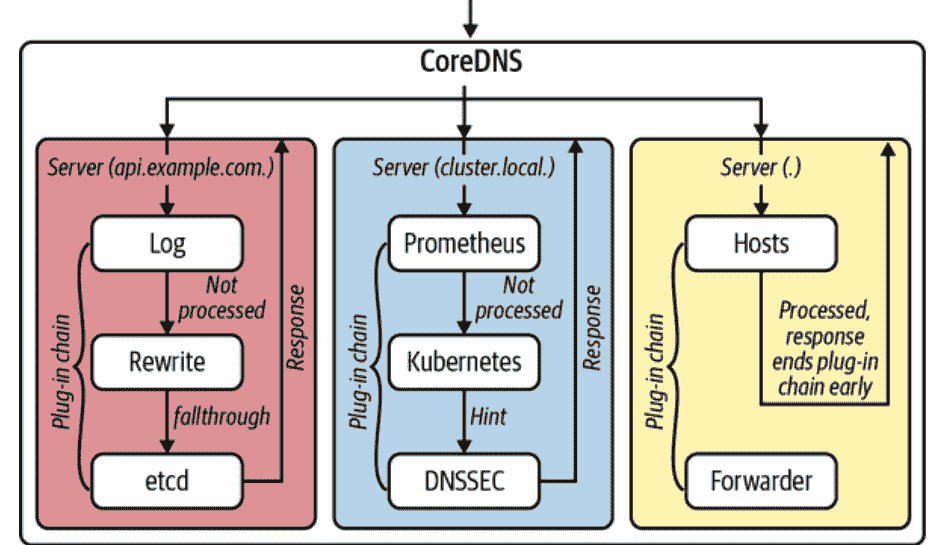 CoreDNS
Server (api.example.com.)
Log
Not
processed
Rewrite
fallthrough
etcd
Plug-in chain
Response
Server (cluster.local.)
Prometheus
Not
processed
Kubernetes
Hint
DNSSEC
Plug-in chain
Response
Server (.)
Hosts
Processed,
response
ends plug-in
chain early
Plug-in chain
Forwarder